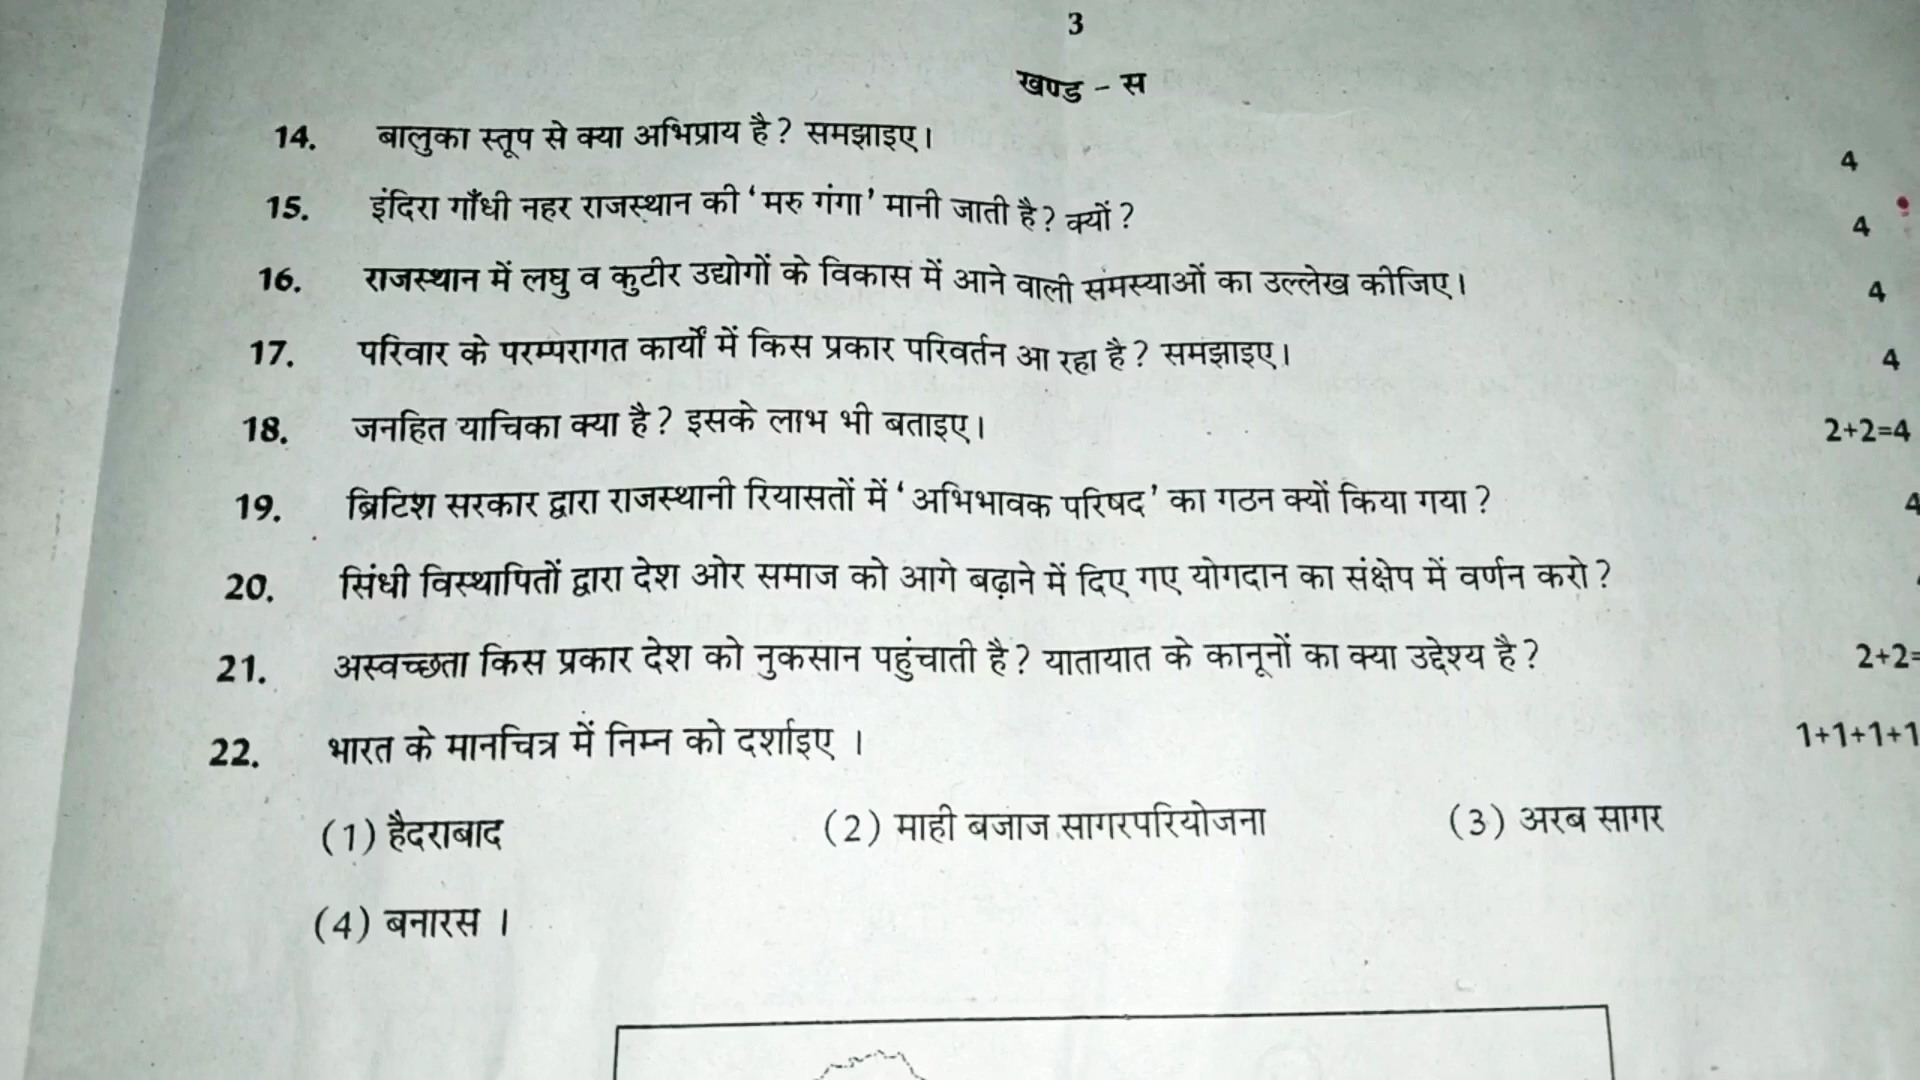 3
खण्ड - स
14. बालुका स्तूप से क्या अभिप्राय है? समझाइए। 4
15. इंदिरा गाँधी नहर राजस्थान की 'मरु गंगा' मानी जाती है? क्यों? 4
16. राजस्थान में लघु व कुटीर उद्योगों के विकास में आने वाली समस्याओं का उल्लेख कीजिए। 4
17. परिवार के परम्परागत कार्यों में किस प्रकार परिवर्तन आ रहा है? समझाइए। 4
18. जनहित याचिका क्या है? इसके लाभ भी बताइए। 2+2=4
19. ब्रिटिश सरकार द्वारा राजस्थानी रियासतों में 'अभिभावक परिषद' का गठन क्यों किया गया? 4
20. सिंधी विस्थापितों द्वारा देश ओर समाज को आगे बढ़ाने में दिए गए योगदान का संक्षेप में वर्णन करो?
21. अस्वच्छता किस प्रकार देश को नुकसान पहुंचाती है? यातायात के कानूनों का क्या उद्देश्य है? 2+2=
22. भारत के मानचित्र में निम्न को दर्शाइए । 1+1+1+1
(1) हैदराबाद (2) माही बजाज सागरपरियोजना (3) अरब सागर
(4) बनारस ।